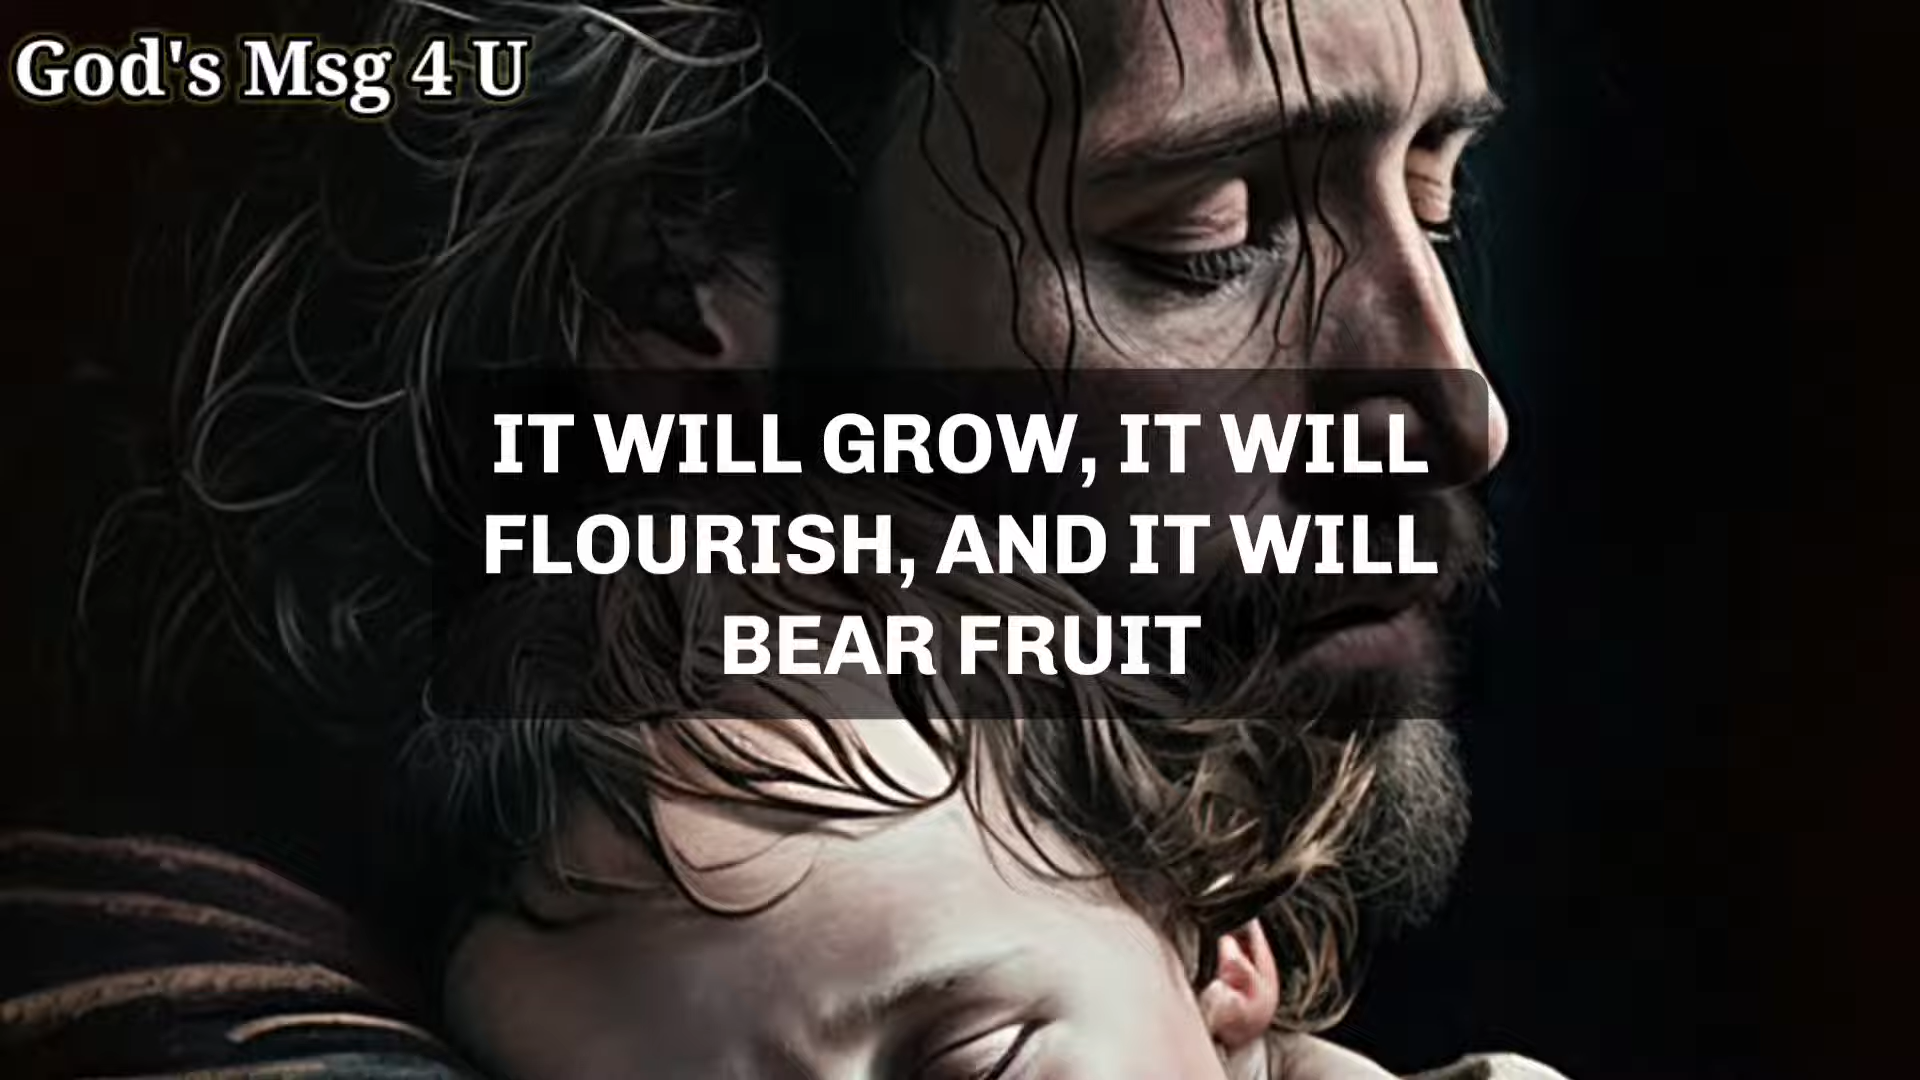 God's Msg 4 U
IT WILL GROW, IT WILL
FLOURISH, AND IT WILL
BEAR FRUIT